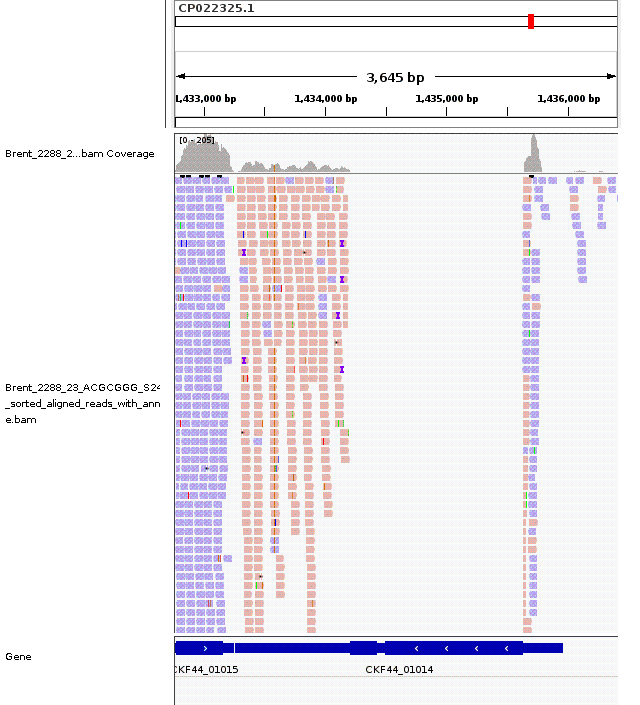 CP022325.1
3,645 bp
1,433,000 bp 1,434,000 bp 1,435,000 bp 1,436,000 bp
[0 - 205]
Brent_2288_2...bam Coverage
Brent_2288_23_ACGCGGG_S24
_sorted_aligned_reads_with_ann
e.bam
Gene
CKF44_01015 CKF44_01014